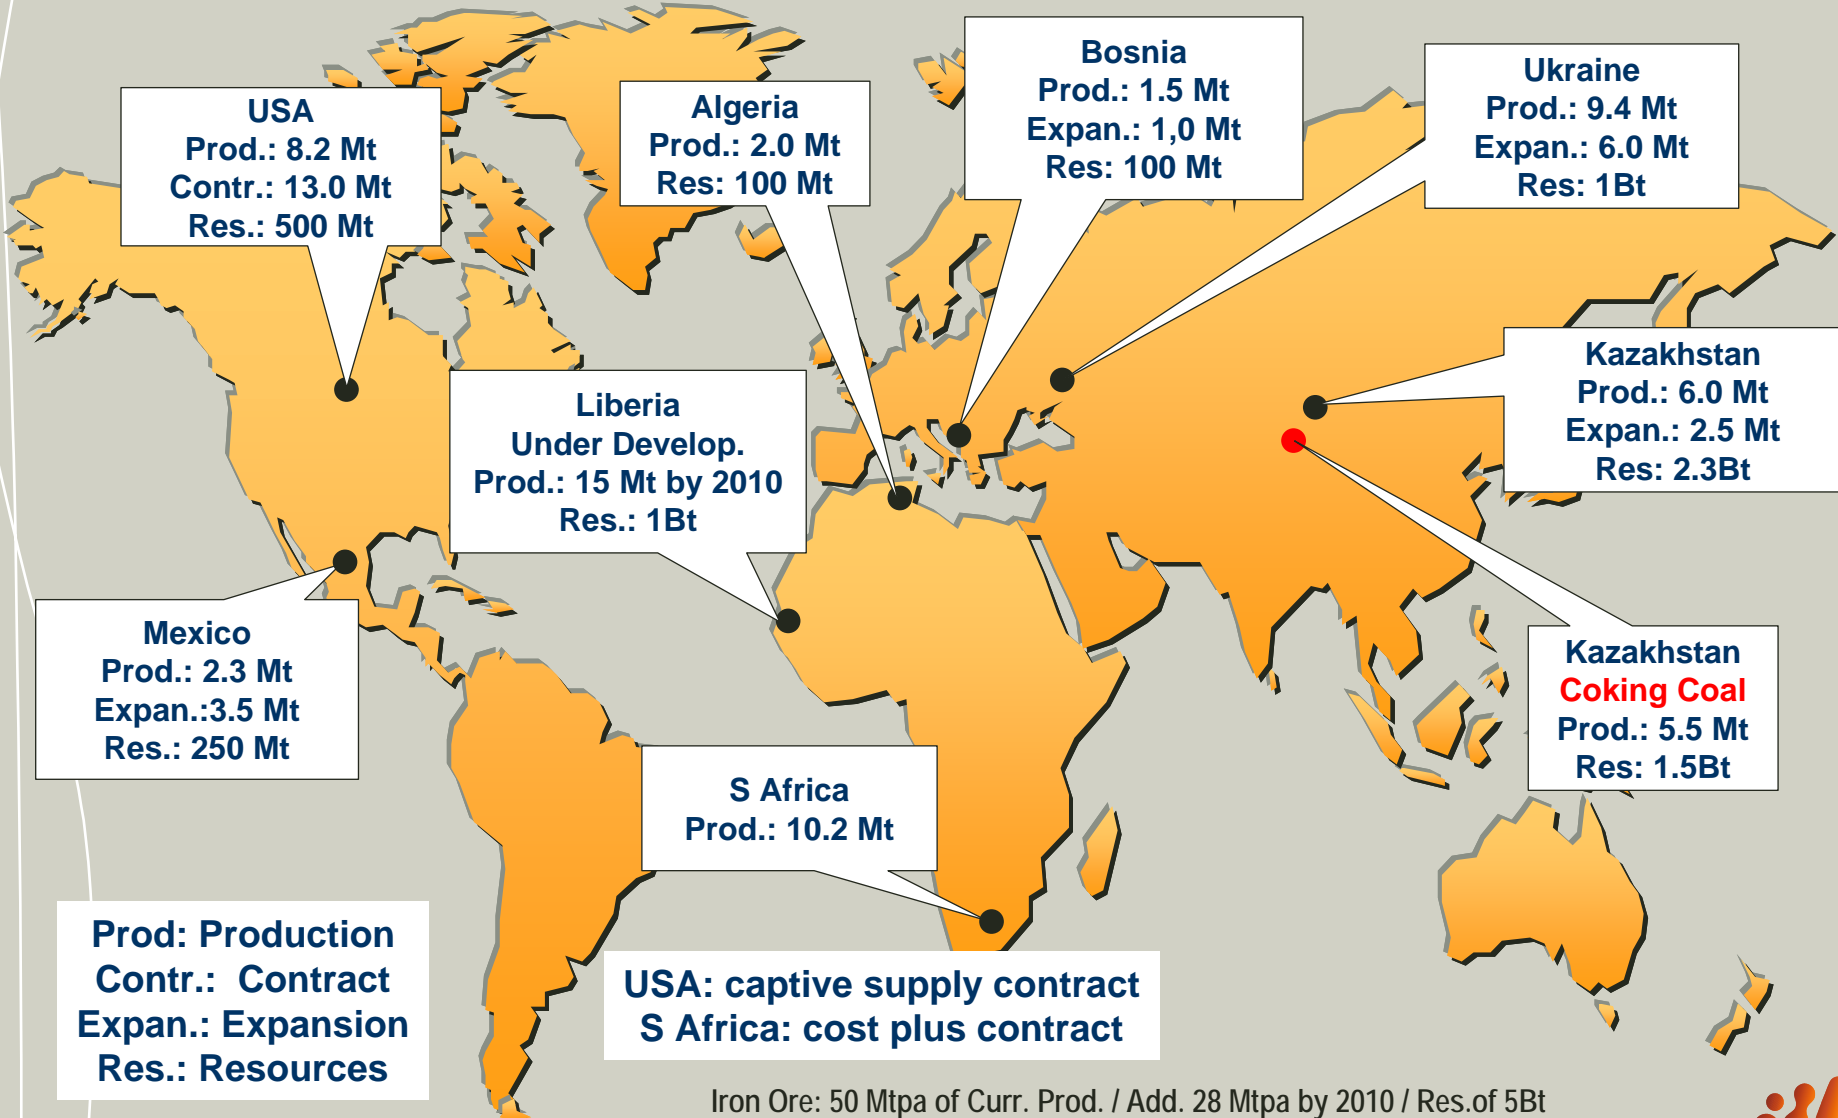 USA
Prod.: 8.2 Mt
Contr.: 13.0 Mt
Res.: 500 Mt
Algeria
Prod.: 2.0 Mt
Res: 100 Mt
Bosnia
Prod.: 1.5 Mt
Expan.: 1,0 Mt
Res: 100 Mt
Ukraine
Prod.: 9.4 Mt
Expan.: 6.0 Mt
Res: 1Bt
Kazakhstan
Prod.: 6.0 Mt
Expan.: 2.5 Mt
Res: 2.3Bt
Liberia
Under Develop.
Prod.: 15 Mt by 2010
Res.: 1Bt
Mexico
Prod.: 2.3 Mt
Expan.:3.5 Mt
Res.: 250 Mt
Kazakhstan
Coking Coal
Prod.: 5.5 Mt
Res: 1.5Bt
S Africa
Prod.: 10.2 Mt
Prod: Production
Contr.: Contract
Expan.: Expansion
Res.: Resources
USA: captive supply contract
S Africa: cost plus contract
Iron Ore: 50 Mtpa of Curr. Prod. / Add. 28 Mtpa by 2010 / Res.of 5Bt